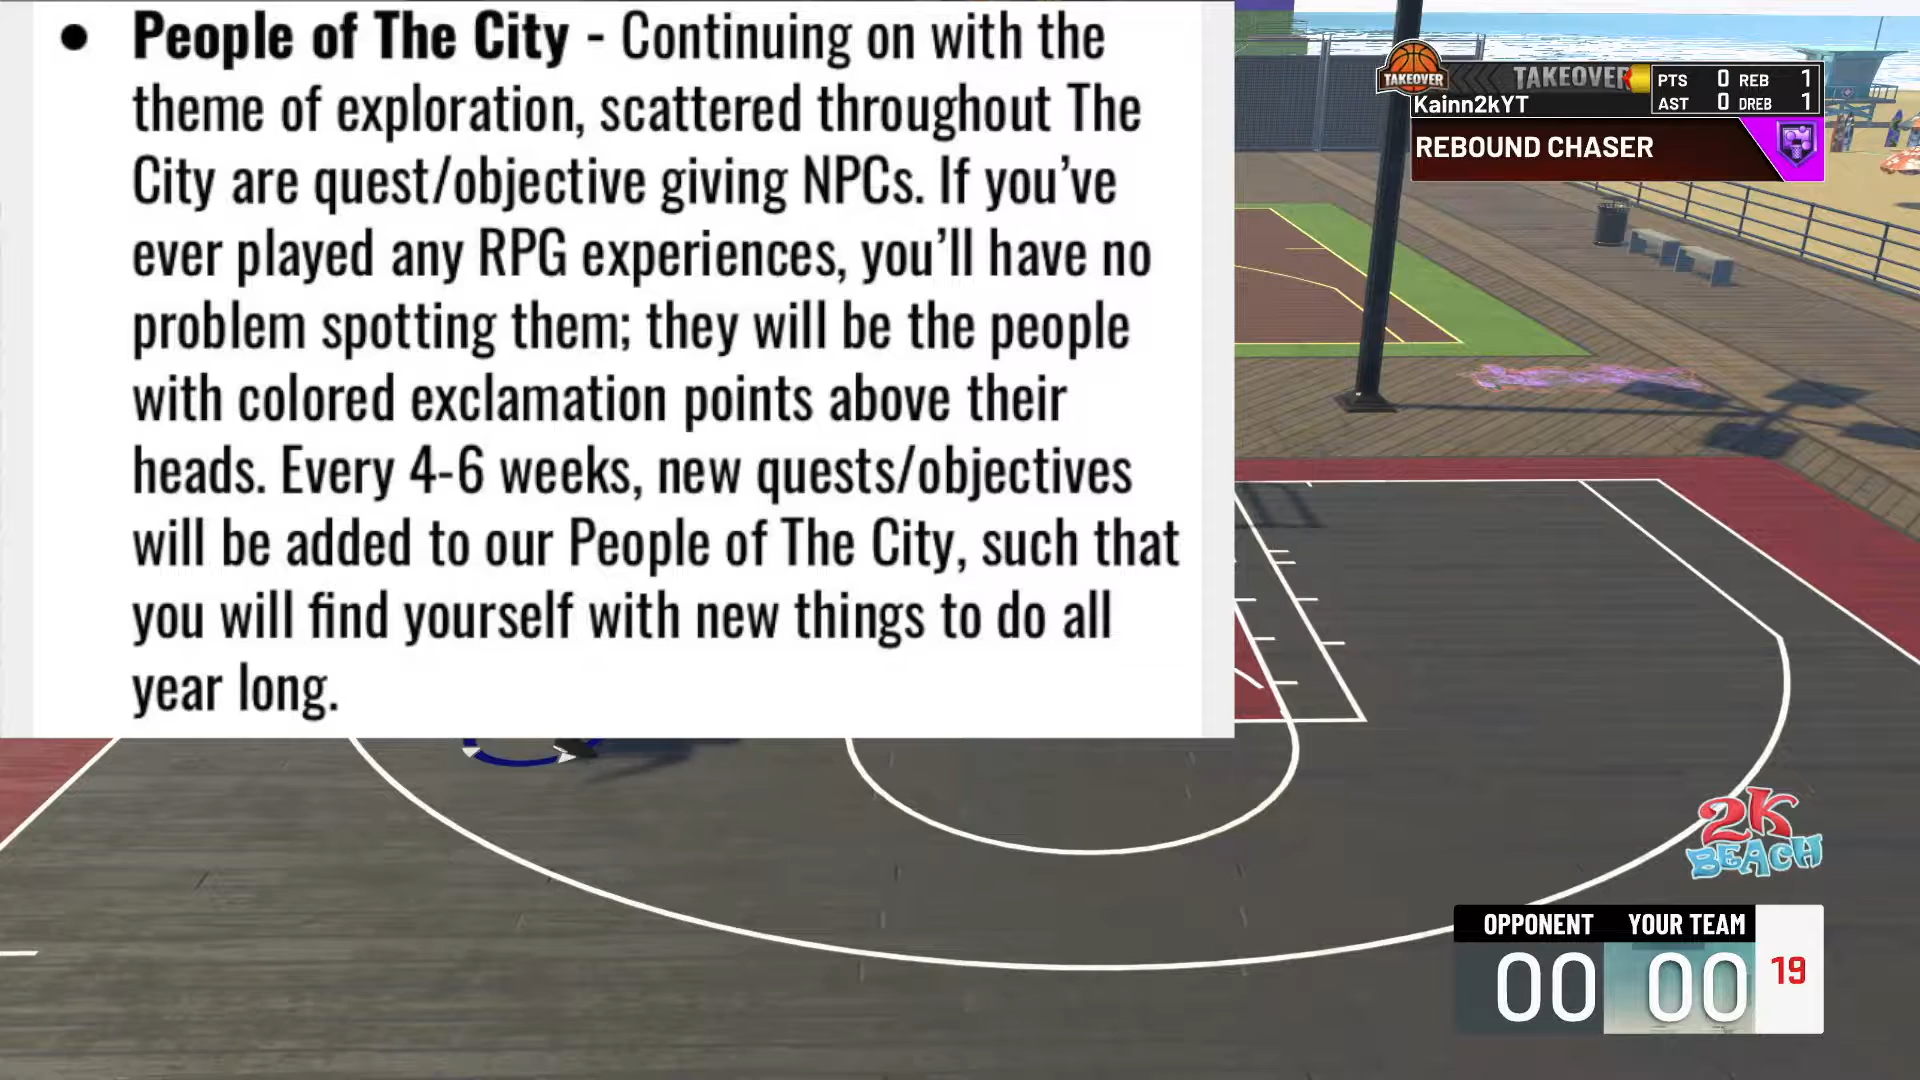 ● People of The City - Continuing on with the
theme of exploration, scattered throughout The
City are quest/objective giving NPCs. If you’ve
ever played any RPG experiences, you’ll have no
problem spotting them; they will be the people
with colored exclamation points above their
heads. Every 4-6 weeks, new quests/objectives
will be added to our People of The City, such that
you will find yourself with new things to do all
year long.
TAKEOVER
TAKEOVER
Kainn2kYT
PTS 0 REB 1
AST 0 DREB 1
REBOUND CHASER
2K
BEACH
OPPONENT YOUR TEAM
00 00 19